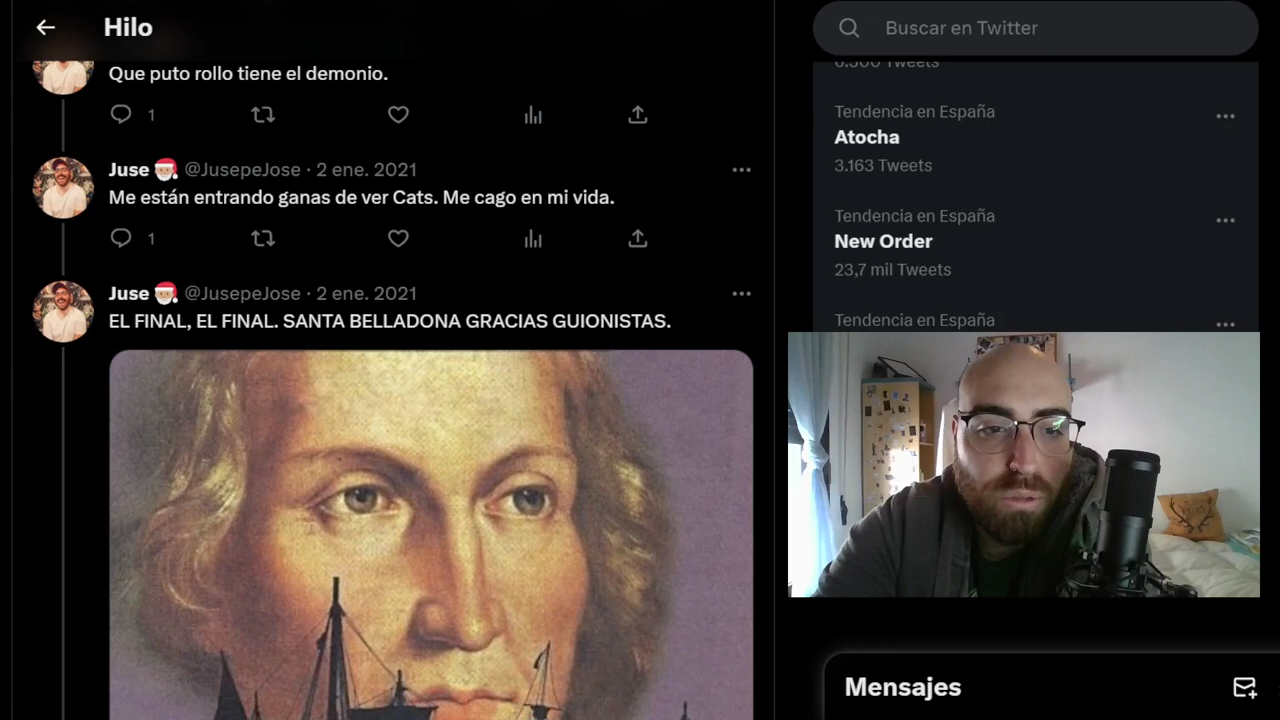 Hilo
Que puto rollo tiene el demonio.
1
Juse 🎅 @JusepeJose · 2 ene. 2021
Me están entrando ganas de ver Cats. Me cago en mi vida.
1
Juse 🎅 @JusepeJose · 2 ene. 2021
EL FINAL, EL FINAL. SANTA BELLADONA GRACIAS GUIONISTAS.
Buscar en Twitter
6.300 Tweets
Tendencia en España
Atocha
3.163 Tweets
Tendencia en España
New Order
23,7 mil Tweets
Tendencia en España
Mensajes